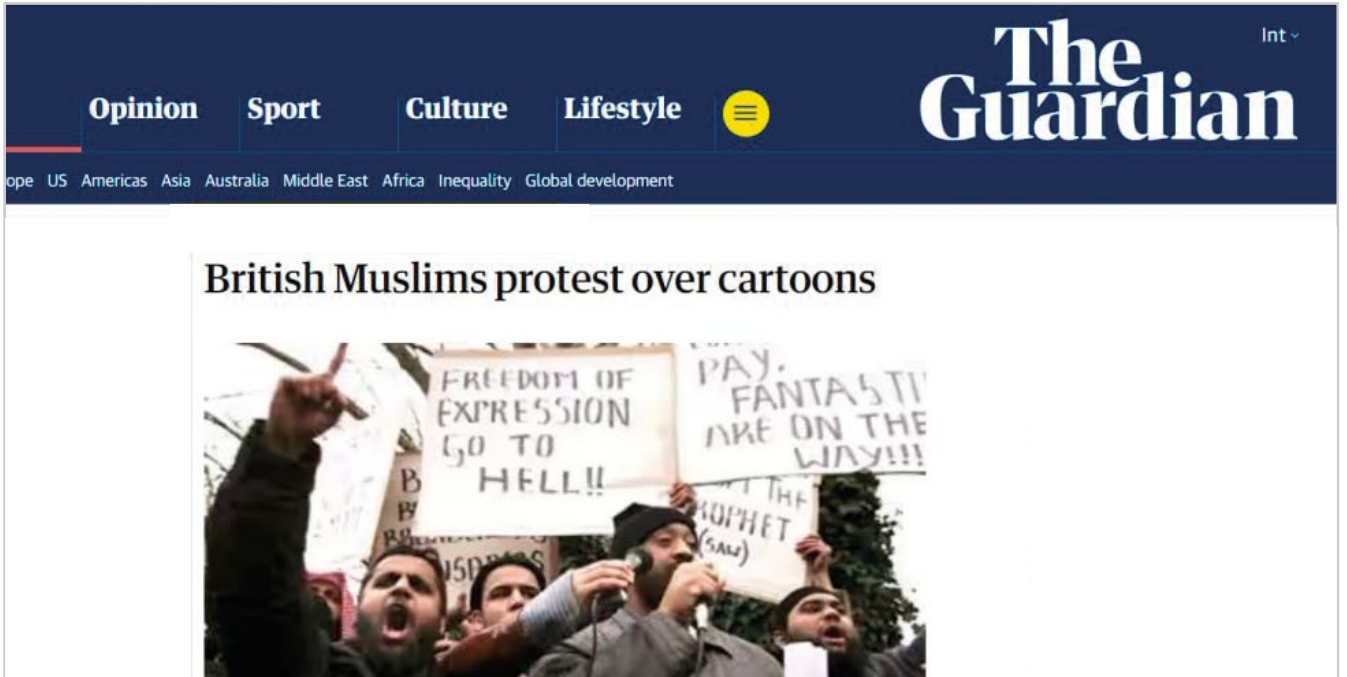 The
Guardian
Int
Opinion Sport Culture Lifestyle
ope US Americas Asia Australia Middle East Africa Inequality Global development
British Muslims protest over cartoons
FREEDOM OF
EXPRESSION
GO TO
HELL!!
PAY.
FANTASTI
ARE ON THE
WAY!!!
THE
(SAW)